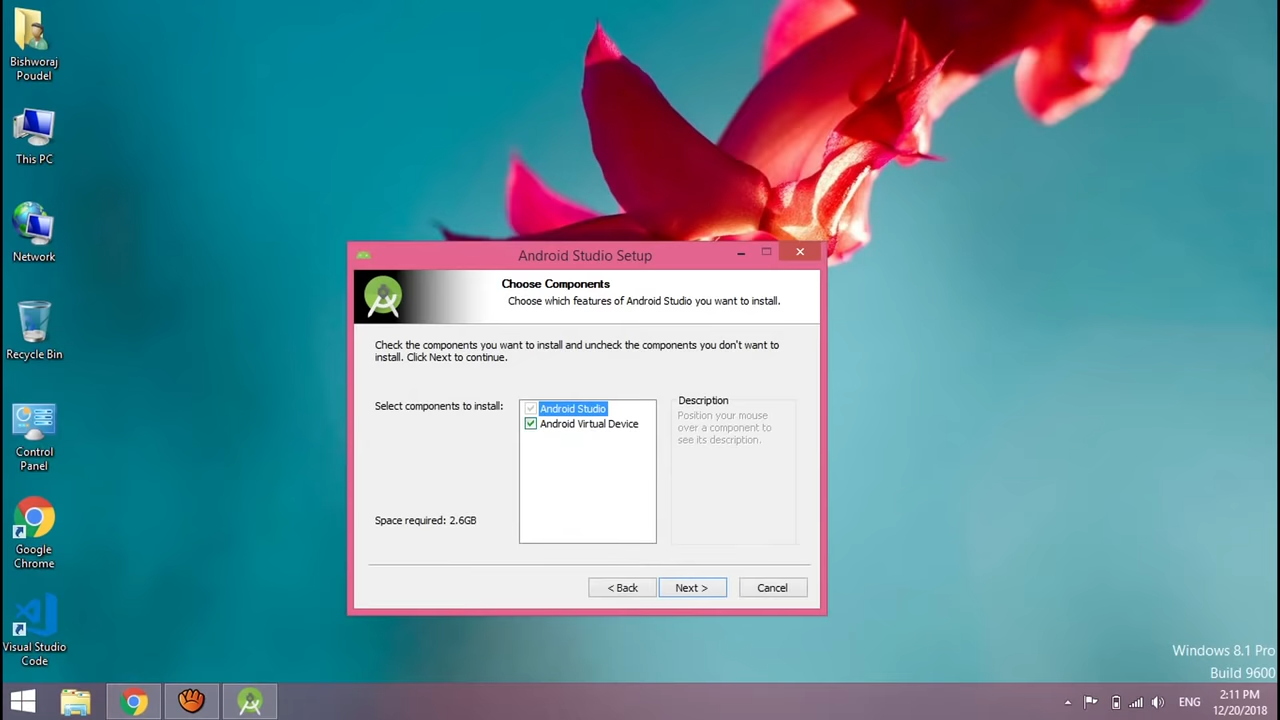 Bishworaj
Poudel
This PC
Network
Recycle Bin
Control
Panel
Google
Chrome
Visual Studio
Code
Android Studio Setup
Choose Components
Choose which features of Android Studio you want to install.
Check the components you want to install and uncheck the components you don't want to
install. Click Next to continue.
Select components to install:
Android Studio
Android Virtual Device
Description
Position your mouse
over a component to
see its description.
Space required: 2.6GB
< Back
Next >
Cancel
Windows 8.1 Pro
Build 9600
ENG
2:11 PM
12/20/2018